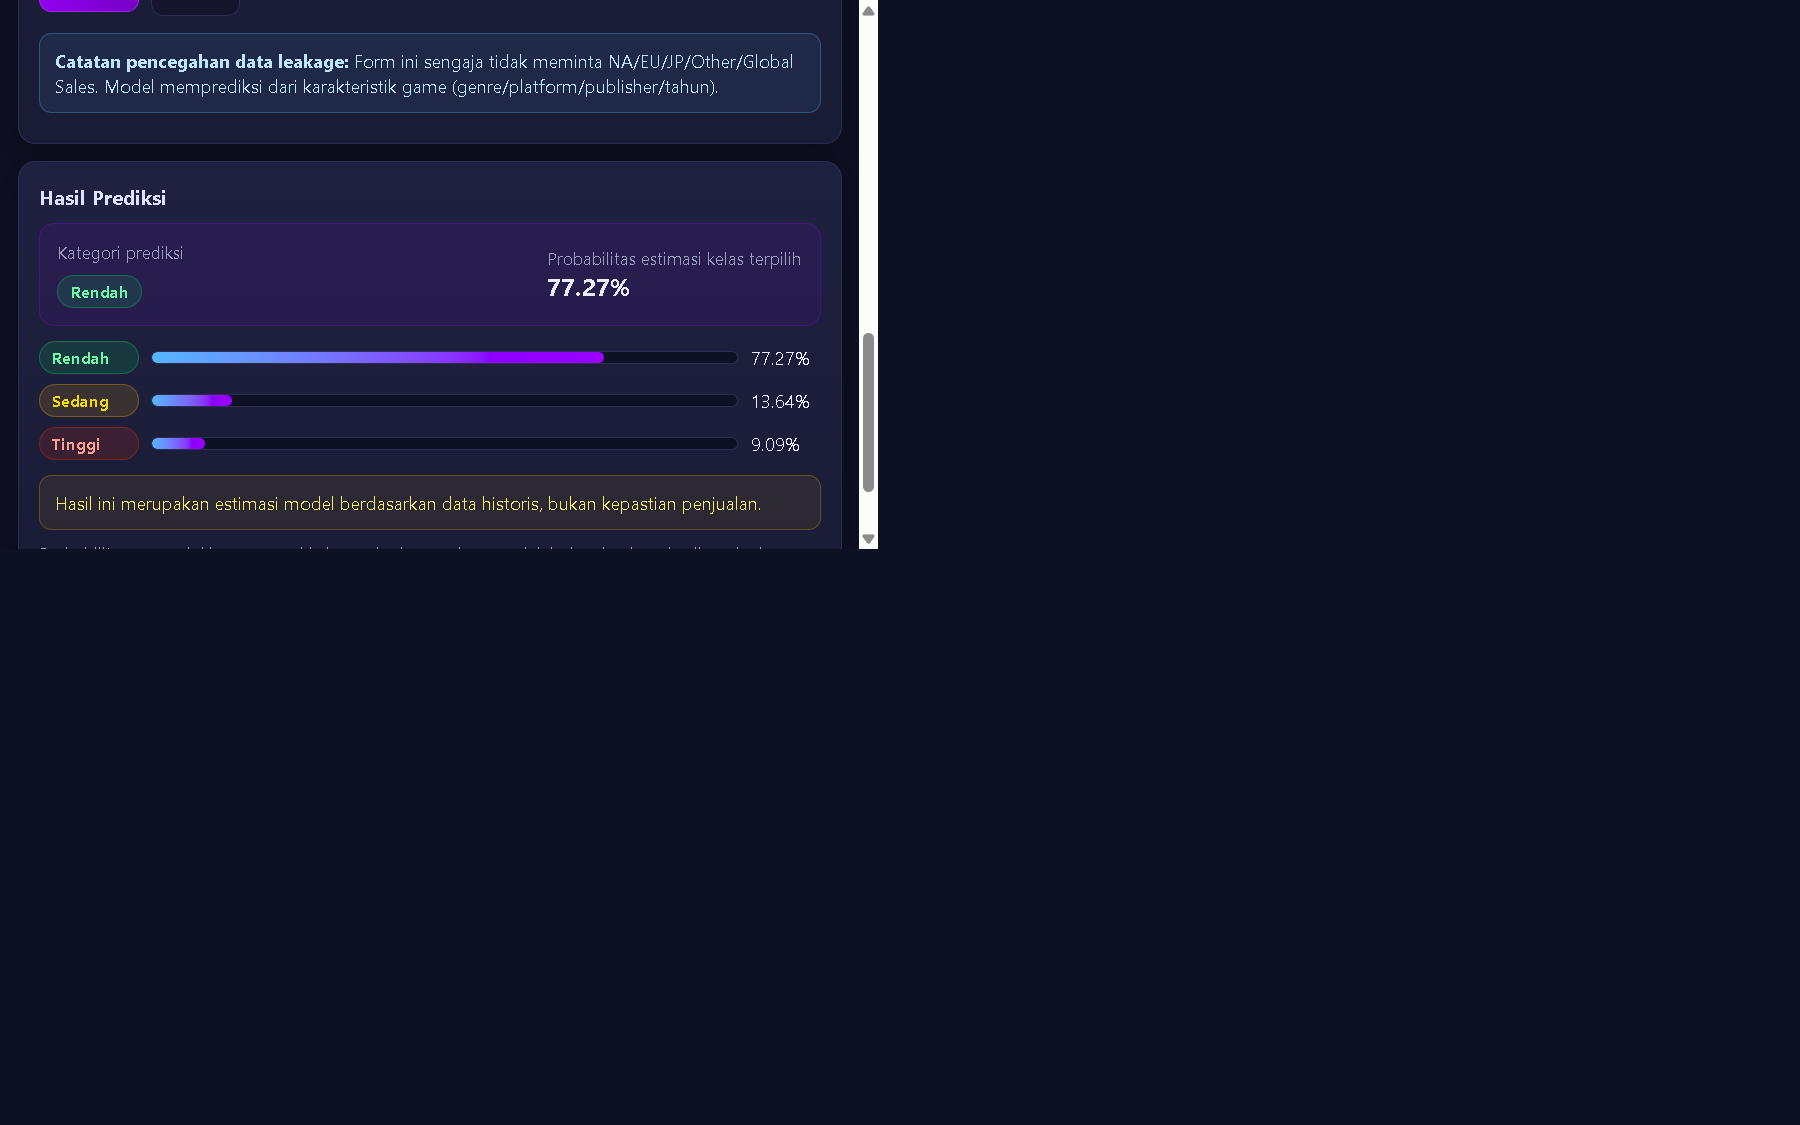 Catatan pencegahan data leakage: Form ini sengaja tidak meminta NA/EU/JP/Other/Global
Sales. Model memprediksi dari karakteristik game (genre/platform/publisher/tahun).
Hasil Prediksi
Kategori prediksi
Rendah
Probabilitas estimasi kelas terpilih
77.27%
Rendah 77.27%
Sedang 13.64%
Tinggi 9.09%
Hasil ini merupakan estimasi model berdasarkan data historis, bukan kepastian penjualan.